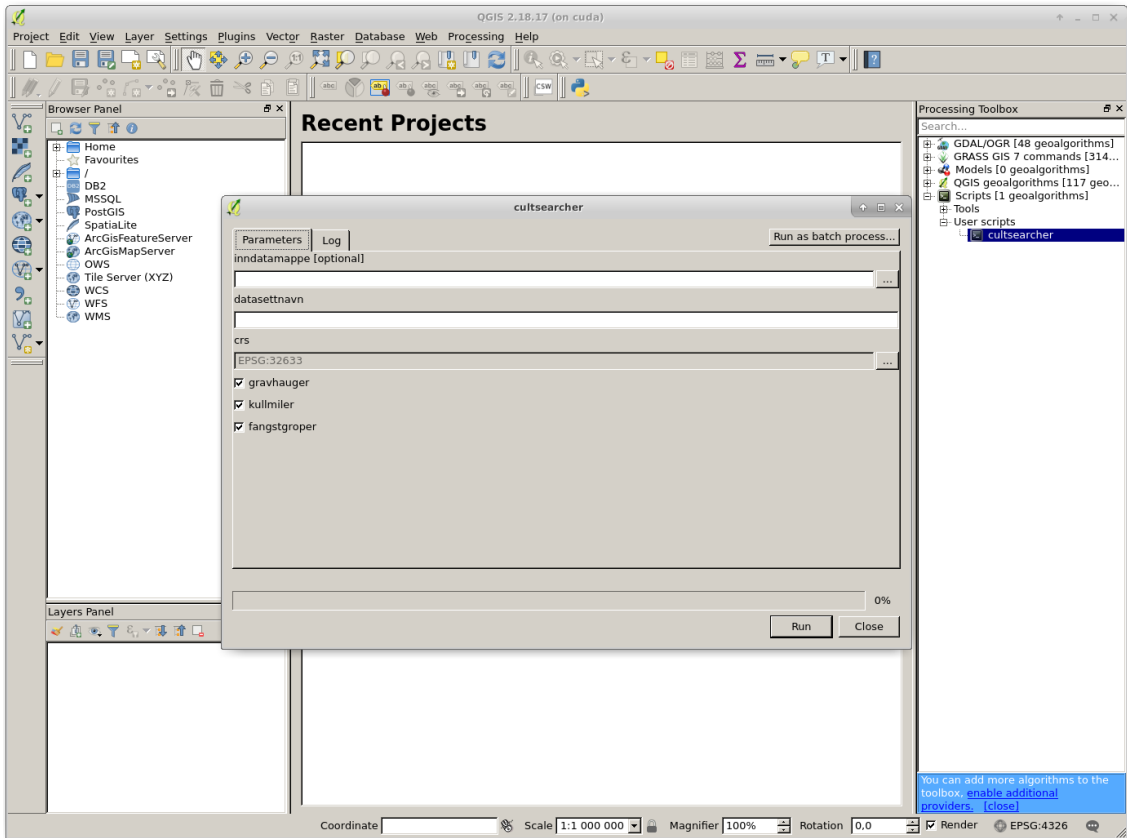 QGIS 2.18.17 (on cuda)
Project Edit View Layer Settings Plugins Vector Raster Database Web Processing Help
CSW
Browser Panel
Home
Favourites
/
DB2
MSSQL
PostGIS
SpatiaLite
ArcGisFeatureServer
ArcGisMapServer
OWS
Tile Server (XYZ)
WCS
WFS
WMS
Layers Panel
Recent Projects
cultsearcher
Parameters Log Run as batch process...
inndatamappe [optional]
...
datasettnavn
crs
EPSG:32633 ...
gravhauger
kullmiler
fangstgroper
0%
Run Close
Processing Toolbox
Search...
GDAL/OGR [48 geoalgorithms]
GRASS GIS 7 commands [314...
Models [0 geoalgorithms]
QGIS geoalgorithms [117 geo...
Scripts [1 geoalgorithms]
Tools
User scripts
cultsearcher
You can add more algorithms to the
toolbox, enable additional
providers. [close]
Coordinate Scale 1:1 000 000 Magnifier 100% Rotation 0,0 Render EPSG:4326